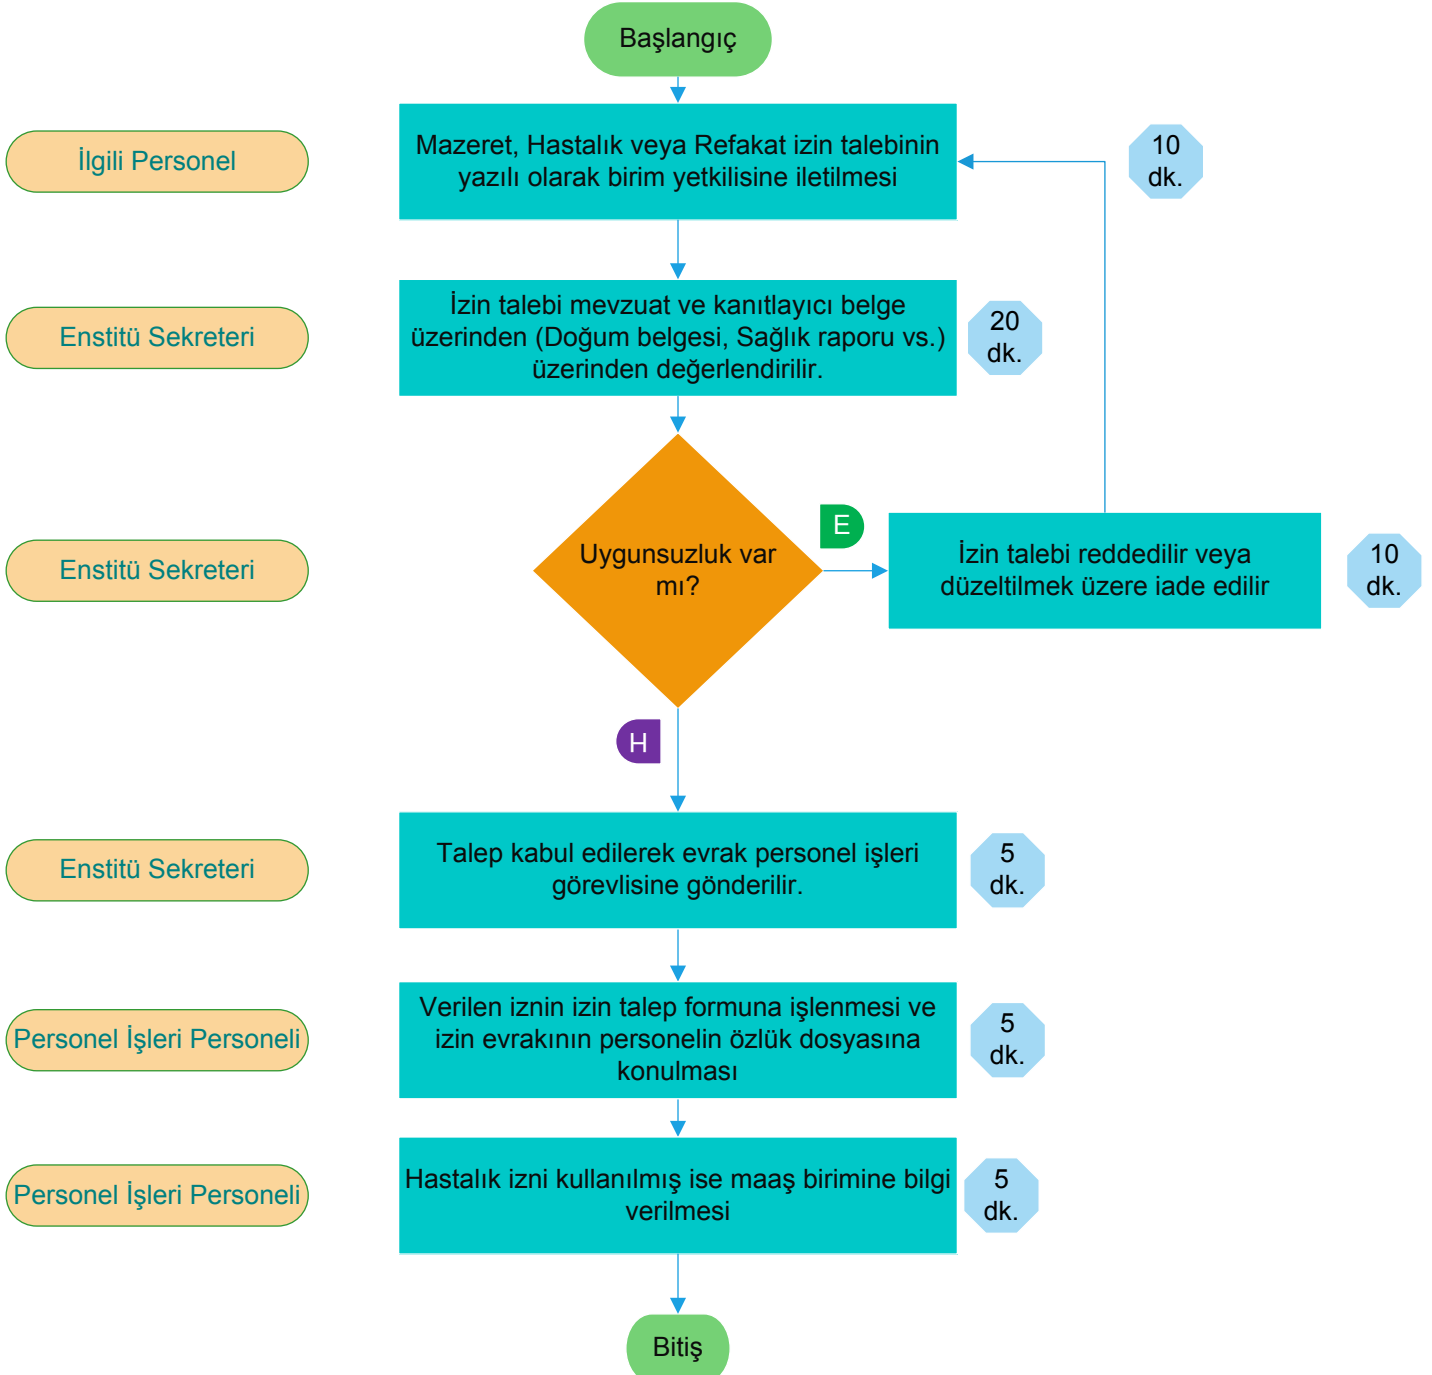 Başlangıç
İlgili Personel
Mazeret, Hastalık veya Refakat izin talebinin
yazılı olarak birim yetkilisine iletilmesi
10
dk.
Enstitü Sekreteri
İzin talebi mevzuat ve kanıtlayıcı belge
üzerinden (Doğum belgesi, Sağlık raporu vs.)
üzerinden değerlendirilir.
20
dk.
Enstitü Sekreteri
Uygunsuzluk var
mı?
E
İzin talebi reddedilir veya
düzeltilmek üzere iade edilir
10
dk.
H
Enstitü Sekreteri
Talep kabul edilerek evrak personel işleri
görevlisine gönderilir.
5
dk.
Personel İşleri Personeli
Verilen iznin izin talep formuna işlenmesi ve
izin evrakının personelin özlük dosyasına
konulması
5
dk.
Personel İşleri Personeli
Hastalık izni kullanılmış ise maaş birimine bilgi
verilmesi
5
dk.
Bitiş